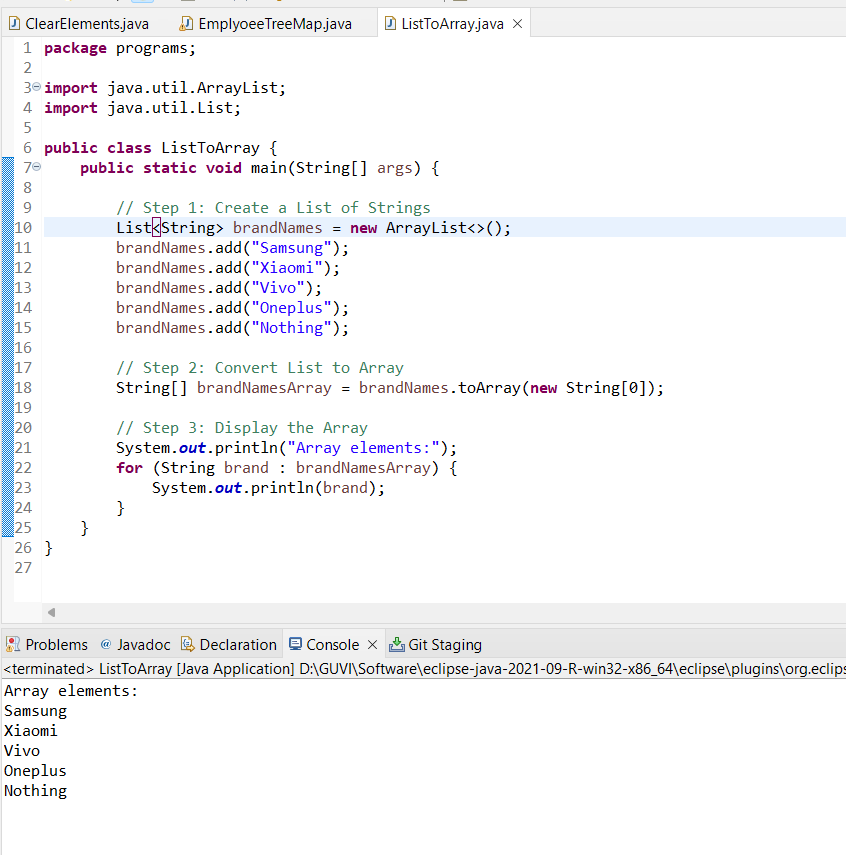 ClearElements.java EmplyoeeTreeMap.java ListToArray.java
1 package programs;
2
3 import java.util.ArrayList;
4 import java.util.List;
5
6 public class ListToArray {
7     public static void main(String[] args) {
8
9         // Step 1: Create a List of Strings
10         List<String> brandNames = new ArrayList<>();
11         brandNames.add("Samsung");
12         brandNames.add("Xiaomi");
13         brandNames.add("Vivo");
14         brandNames.add("Oneplus");
15         brandNames.add("Nothing");
16
17         // Step 2: Convert List to Array
18         String[] brandNamesArray = brandNames.toArray(new String[0]);
19
20         // Step 3: Display the Array
21         System.out.println("Array elements:");
22         for (String brand : brandNamesArray) {
23             System.out.println(brand);
24         }
25     }
26 }
27
Problems @ Javadoc Declaration Console Git Staging
<terminated> ListToArray [Java Application] D:\GUVI\Software\eclipse-java-2021-09-R-win32-x86_64\eclipse\plugins\org.eclips
Array elements:
Samsung
Xiaomi
Vivo
Oneplus
Nothing